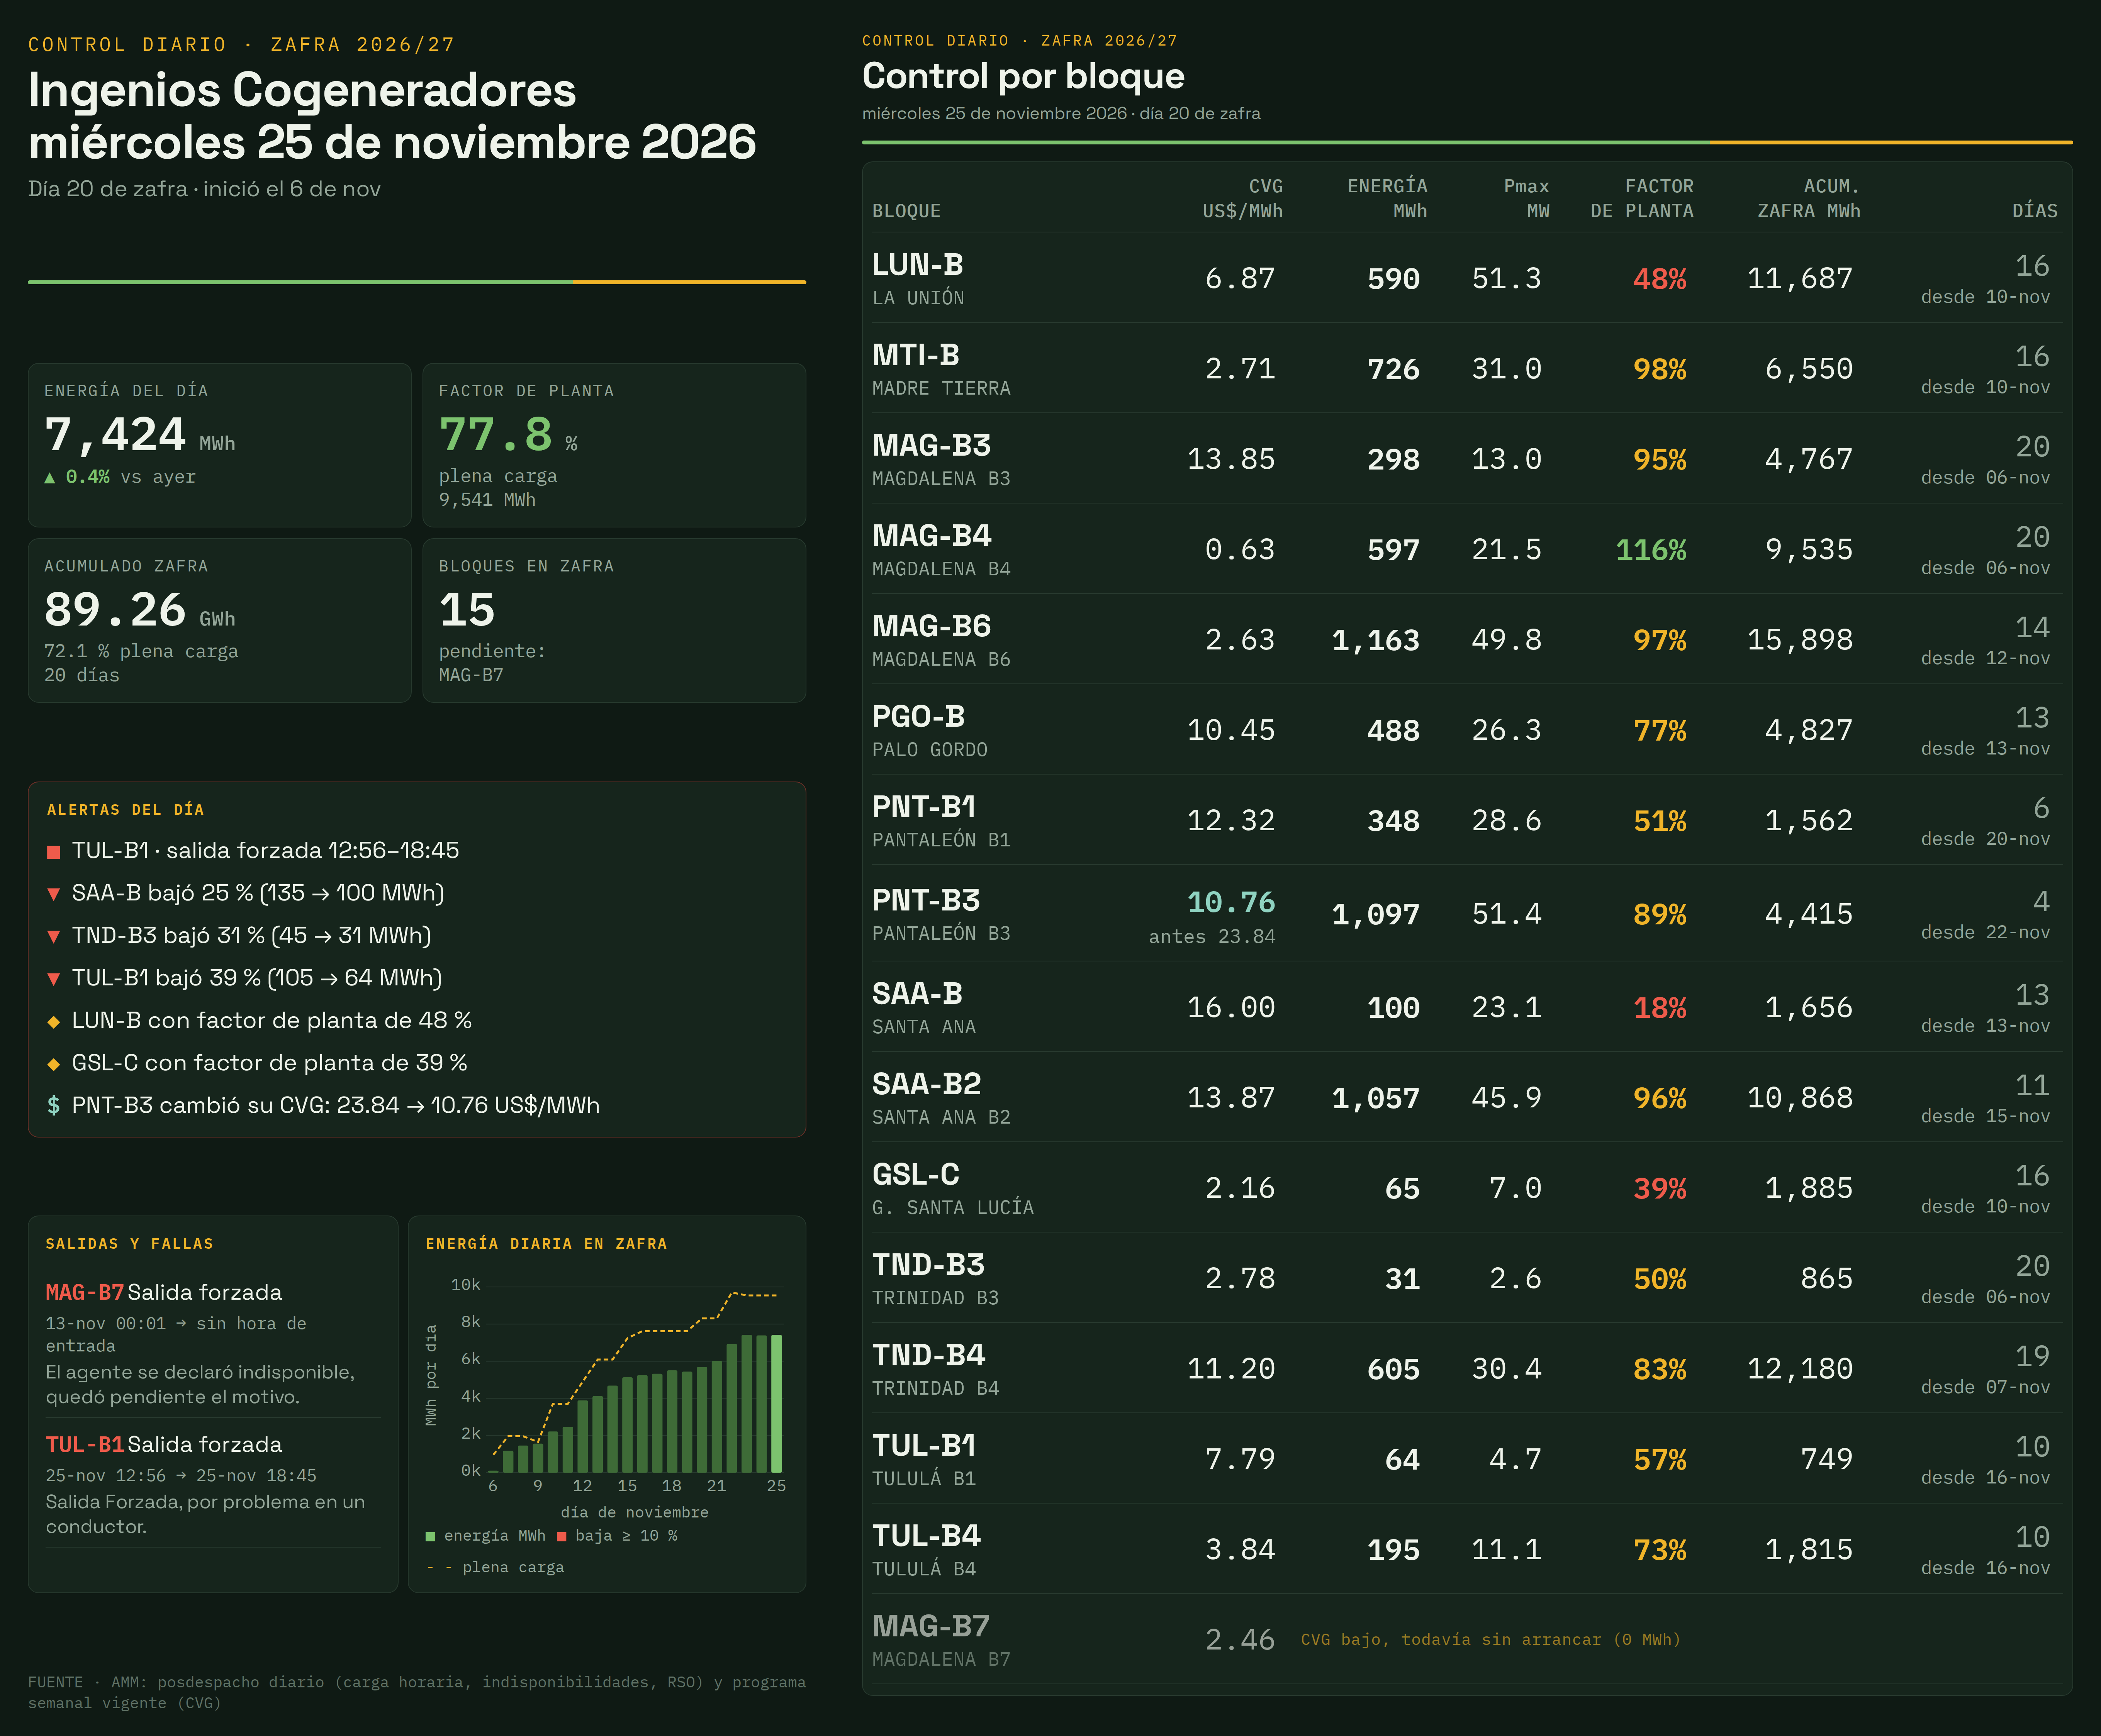 CONTROL DIARIO · ZAFRA 2026/27
Ingenios Cogeneradores
miércoles 25 de noviembre 2026
Día 20 de zafra · inició el 6 de nov
ENERGÍA DEL DÍA
7,424 MWh
▲ 0.4% vs ayer
FACTOR DE PLANTA
77.8 %
plena carga
9,541 MWh
ACUMULADO ZAFRA
89.26 GWh
72.1 % plena carga
20 días
BLOQUES EN ZAFRA
15
pendiente:
MAG-B7
ALERTAS DEL DÍA
■ TUL-B1 · salida forzada 12:56–18:45
▼ SAA-B bajó 25 % (135 → 100 MWh)
▼ TND-B3 bajó 31 % (45 → 31 MWh)
▼ TUL-B1 bajó 39 % (105 → 64 MWh)
◆ LUN-B con factor de planta de 48 %
◆ GSL-C con factor de planta de 39 %
$ PNT-B3 cambió su CVG: 23.84 → 10.76 US$/MWh
SALIDAS Y FALLAS
MAG-B7 Salida forzada
13-nov 00:01 → sin hora de
entrada
El agente se declaró indisponible,
quedó pendiente el motivo.
TUL-B1 Salida forzada
25-nov 12:56 → 25-nov 18:45
Salida Forzada, por problema en un
conductor.
ENERGÍA DIARIA EN ZAFRA
MWh por día
10k
8k
6k
4k
2k
0k
6 9 12 15 18 21 25
día de noviembre
■ energía MWh ■ baja ≥ 10 %
- - plena carga
FUENTE · AMM: posdespacho diario (carga horaria, indisponibilidades, RSO) y programa
semanal vigente (CVG)
CONTROL DIARIO · ZAFRA 2026/27
Control por bloque
miércoles 25 de noviembre 2026 · día 20 de zafra
BLOQUE CVG US$/MWh ENERGÍA MWh Pmax MW FACTOR DE PLANTA ACUM. ZAFRA MWh DÍAS
LUN-B 6.87 590 51.3 48% 11,687 16
LA UNIÓN desde 10-nov
MTI-B 2.71 726 31.0 98% 6,550 16
MADRE TIERRA desde 10-nov
MAG-B3 13.85 298 13.0 95% 4,767 20
MAGDALENA B3 desde 06-nov
MAG-B4 0.63 597 21.5 116% 9,535 20
MAGDALENA B4 desde 06-nov
MAG-B6 2.63 1,163 49.8 97% 15,898 14
MAGDALENA B6 desde 12-nov
PGO-B 10.45 488 26.3 77% 4,827 13
PALO GORDO desde 13-nov
PNT-B1 12.32 348 28.6 51% 1,562 6
PANTALEÓN B1 desde 20-nov
PNT-B3 10.76 1,097 51.4 89% 4,415 4
PANTALEÓN B3 antes 23.84 desde 22-nov
SAA-B 16.00 100 23.1 18% 1,656 13
SANTA ANA desde 13-nov
SAA-B2 13.87 1,057 45.9 96% 10,868 11
SANTA ANA B2 desde 15-nov
GSL-C 2.16 65 7.0 39% 1,885 16
G. SANTA LUCÍA desde 10-nov
TND-B3 2.78 31 2.6 50% 865 20
TRINIDAD B3 desde 06-nov
TND-B4 11.20 605 30.4 83% 12,180 19
TRINIDAD B4 desde 07-nov
TUL-B1 7.79 64 4.7 57% 749 10
TULULÁ B1 desde 16-nov
TUL-B4 3.84 195 11.1 73% 1,815 10
TULULÁ B4 desde 16-nov
MAG-B7 2.46 CVG bajo, todavía sin arrancar (0 MWh)
MAGDALENA B7